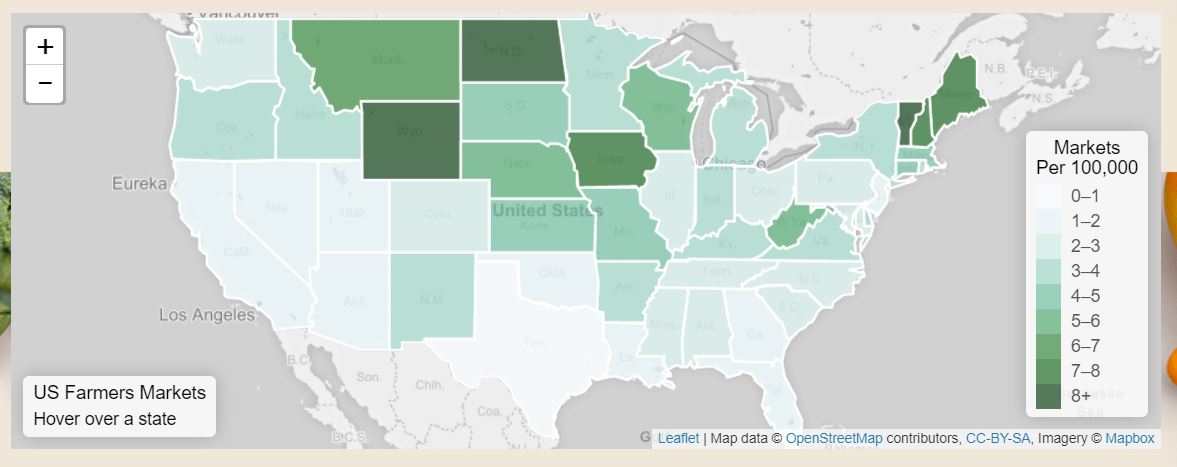 Vancouver
+
−
Wash.
Mont.
N.D.
Minn.
Ore.
Idaho
Wyo.
S.D.
Wis.
Mich.
N.Y.
Maine
N.B.
P.E.I.
N.S.
Eureka
Nev.
Utah
Colo.
Nebr.
Iowa
Chicago
Ill.
Ind.
Ohio
Pa.
W.Va.
Va.
Calif.
United States
Kans.
Mo.
Ky.
Los Angeles
Ariz.
N.M.
Okla.
Ark.
Tenn.
N.C.
S.C.
Tex.
La.
Miss.
Ala.
Ga.
Fla.
B.C.
Son.
Chih.
Coa.
B.C.S.
Markets
Per 100,000
0–1
1–2
2–3
3–4
4–5
5–6
6–7
7–8
8+
US Farmers Markets
Hover over a state
Leaflet | Map data © OpenStreetMap contributors, CC-BY-SA, Imagery © Mapbox